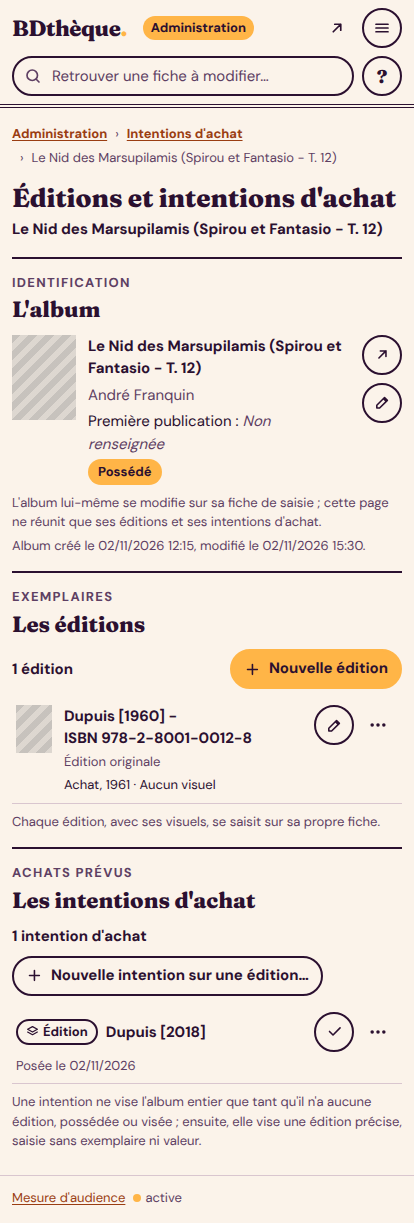 BDthèque. Administration
Retrouver une fiche à modifier... ?
Administration › Intentions d'achat
› Le Nid des Marsupilamis (Spirou et Fantasio - T. 12)
Éditions et intentions d'achat
Le Nid des Marsupilamis (Spirou et Fantasio - T. 12)
IDENTIFICATION
L'album
Le Nid des Marsupilamis (Spirou et
Fantasio - T. 12)
André Franquin
Première publication : Non
renseignée
Possédé
L'album lui-même se modifie sur sa fiche de saisie ; cette page
ne réunit que ses éditions et ses intentions d'achat.
Album créé le 02/11/2026 12:15, modifié le 02/11/2026 15:30.
EXEMPLAIRES
Les éditions
1 édition + Nouvelle édition
Dupuis [1960] -
ISBN 978-2-8001-0012-8
Édition originale
Achat, 1961 · Aucun visuel
Chaque édition, avec ses visuels, se saisit sur sa propre fiche.
ACHATS PRÉVUS
Les intentions d'achat
1 intention d'achat
+ Nouvelle intention sur une édition...
Édition Dupuis [2018]
Posée le 02/11/2026
Une intention ne vise l'album entier que tant qu'il n'a aucune
édition, possédée ou visée ; ensuite, elle vise une édition précise,
saisie sans exemplaire ni valeur.
Mesure d'audience active